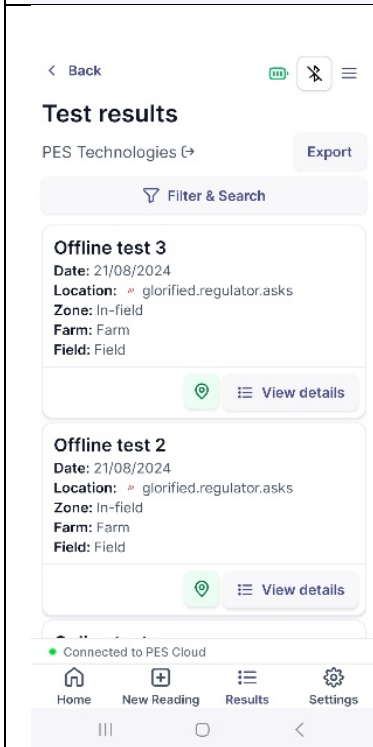 Back
Test results
PES Technologies
Export
Filter & Search
Offline test 3
Date: 21/08/2024
Location: /// glorified.regulator.asks
Zone: In-field
Farm: Farm
Field: Field
View details
Offline test 2
Date: 21/08/2024
Location: /// glorified.regulator.asks
Zone: In-field
Farm: Farm
Field: Field
View details
Connected to PES Cloud
Home New Reading Results Settings